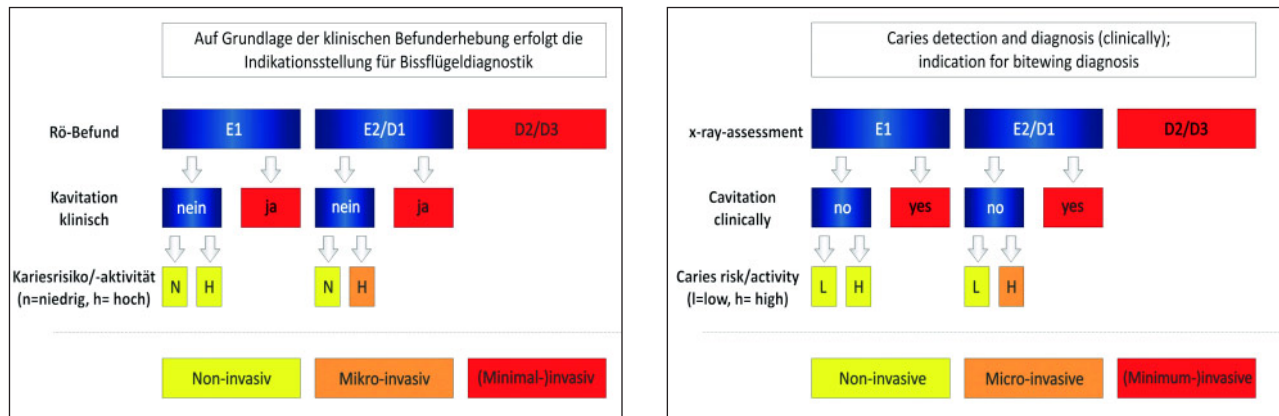 Auf Grundlage der klinischen Befunderhebung erfolgt die
Indikationsstellung für Bissflügeldiagnostik
Rö-Befund
E1
E2/D1
D2/D3
Kavitation
klinisch
nein
ja
nein
ja
Kariesrisiko/-aktivität
(n=niedrig, h= hoch)
N
H
N
H
Non-invasiv
Mikro-invasiv
(Minimal-)invasiv
Caries detection and diagnosis (clinically);
indication for bitewing diagnosis
x-ray-assessment
E1
E2/D1
D2/D3
Cavitation
clinically
no
yes
no
yes
Caries risk/activity
(l=low, h= high)
L
H
L
H
Non-invasive
Micro-invasive
(Minimum-)invasive